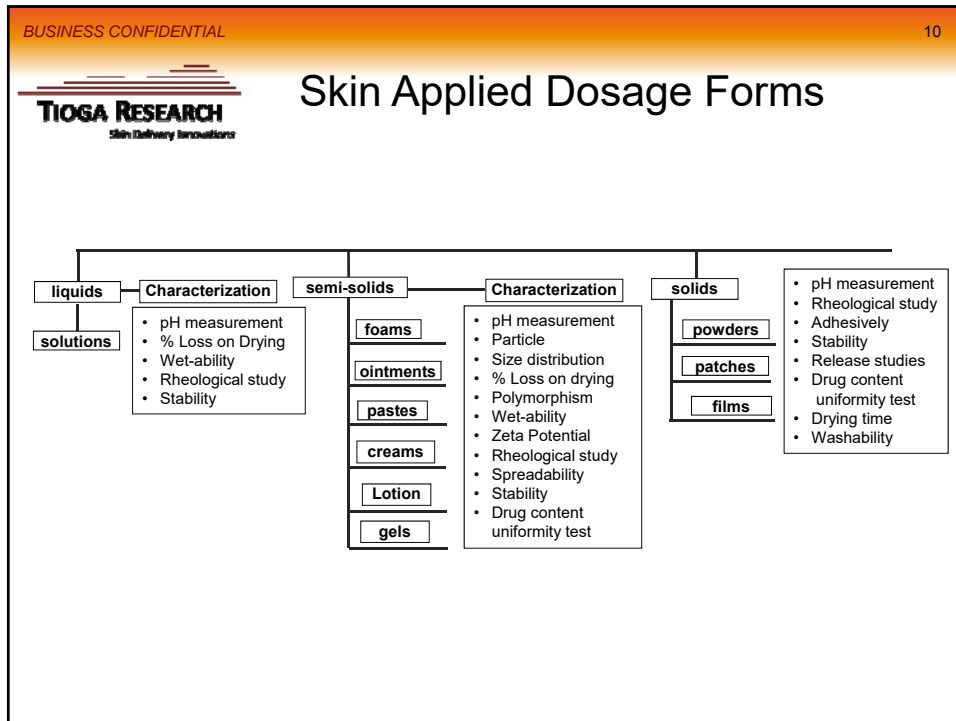 BUSINESS CONFIDENTIAL
10
TIOGA RESEARCH
Skin Delivery Innovations
Skin Applied Dosage Forms
liquids
solutions
Characterization
• pH measurement
• % Loss on Drying
• Wet-ability
• Rheological study
• Stability
semi-solids
foams
ointments
pastes
creams
Lotion
gels
Characterization
• pH measurement
• Particle
• Size distribution
• % Loss on drying
• Polymorphism
• Wet-ability
• Zeta Potential
• Rheological study
• Spreadability
• Stability
• Drug content
uniformity test
solids
powders
patches
films
• pH measurement
• Rheological study
• Adhesively
• Stability
• Release studies
• Drug content
uniformity test
• Drying time
• Washability